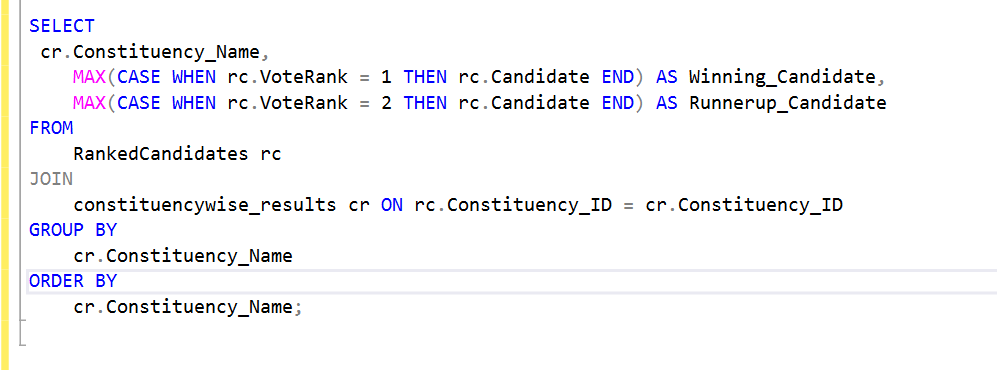 SELECT
 cr.Constituency_Name,
    MAX(CASE WHEN rc.VoteRank = 1 THEN rc.Candidate END) AS Winning_Candidate,
    MAX(CASE WHEN rc.VoteRank = 2 THEN rc.Candidate END) AS Runnerup_Candidate
FROM
    RankedCandidates rc
JOIN
    constituencywise_results cr ON rc.Constituency_ID = cr.Constituency_ID
GROUP BY
    cr.Constituency_Name
ORDER BY
    cr.Constituency_Name;